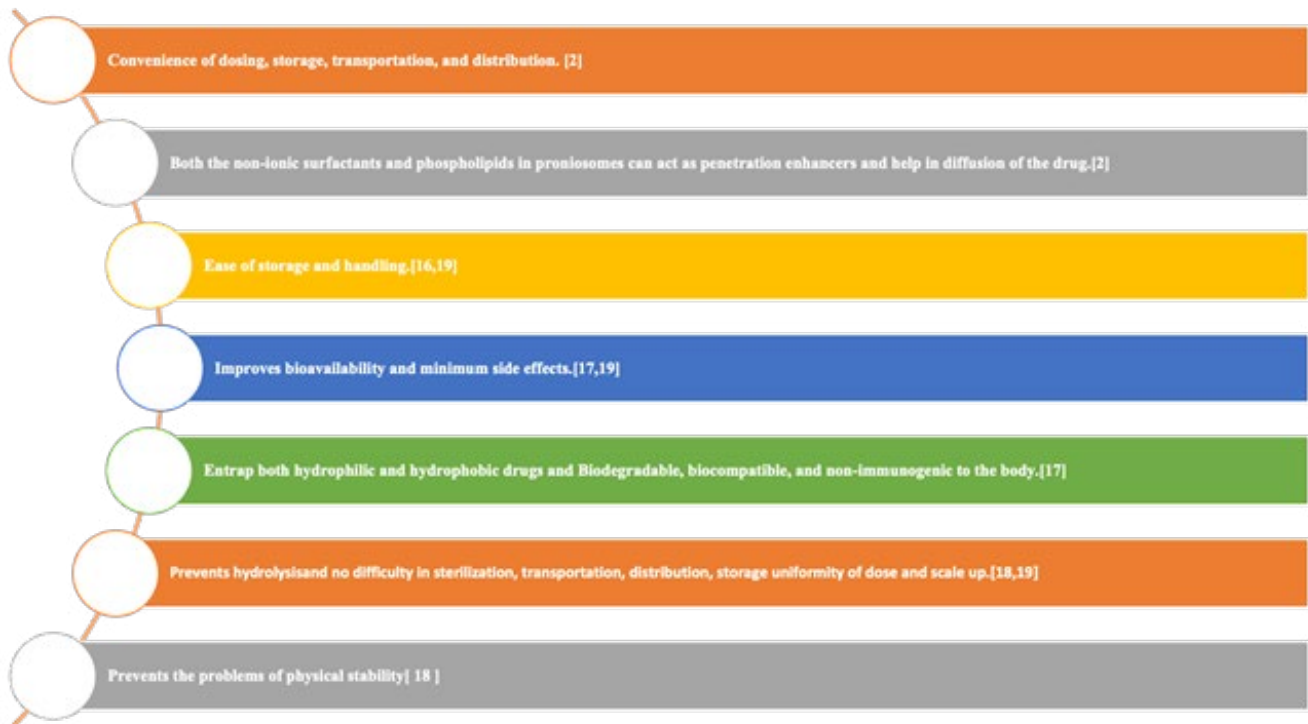 Convenience of dosing, storage, transportation, and distribution. [2]
Both the non-ionic surfactants and phospholipids in proniosomes can act as penetration enhancers and help in diffusion of the drug.[2]
Ease of storage and handling.[16,19]
Improves bioavailability and minimum side effects.[17,19]
Entrap both hydrophilic and hydrophobic drugs and Biodegradable, biocompatible, and non-immunogenic to the body.[17]
Prevents hydrolysisand no difficulty in sterilization, transportation, distribution, storage uniformity of dose and scale up.[18,19]
Prevents the problems of physical stability[ 18 ]